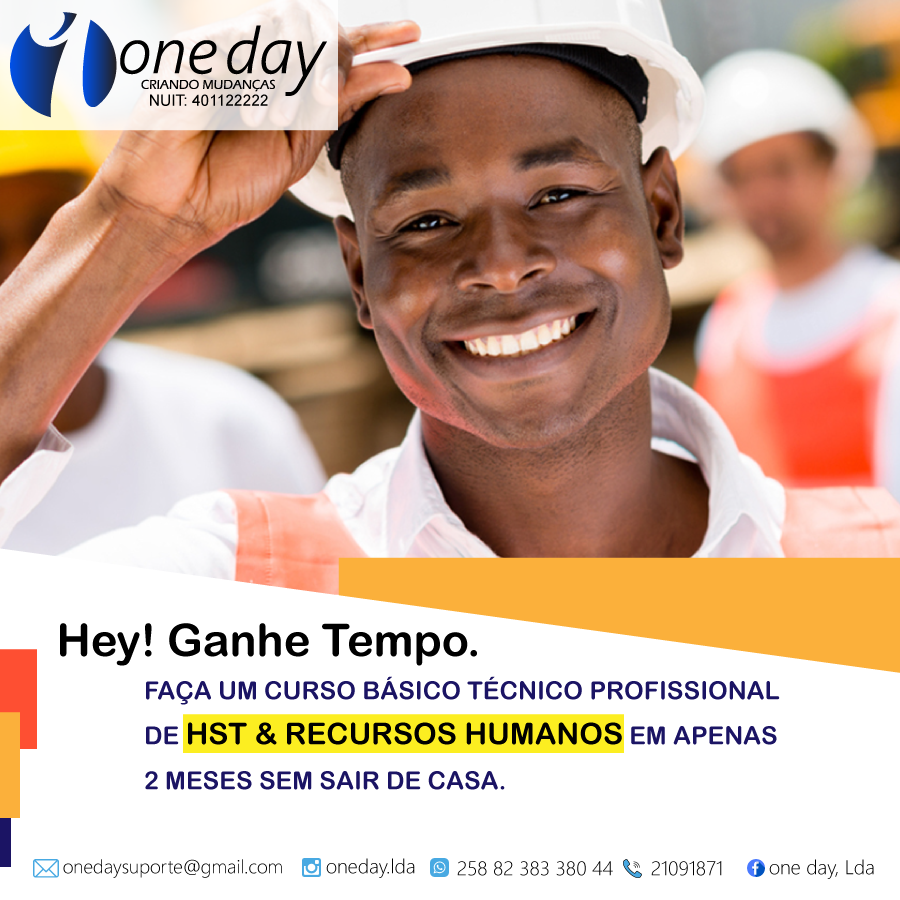 one day
CRIANDO MUDANÇAS
NUIT: 401122222
Hey! Ganhe Tempo.
FAÇA UM CURSO BÁSICO TÉCNICO PROFISSIONAL
DE HST & RECURSOS HUMANOS EM APENAS
2 MESES SEM SAIR DE CASA.
onedaysuporte@gmail.com oneday.lda 258 82 383 380 44 21091871 one day, Lda